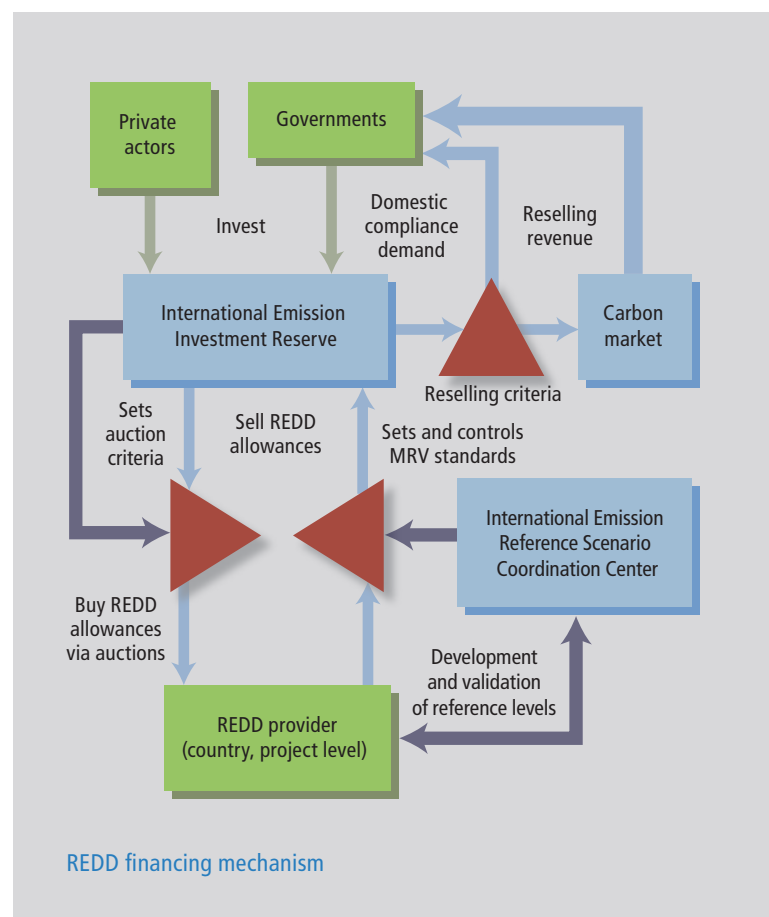 Private
actors
Governments
Invest
Domestic
compliance
demand
Reselling
revenue
International Emission
Investment Reserve
Carbon
market
Reselling criteria
Sets
auction
criteria
Sell REDD
allowances
Sets and controls
MRV standards
International Emission
Reference Scenario
Coordination Center
Buy REDD
allowances
via auctions
Development
and validation
of reference levels
REDD provider
(country, project level)
REDD financing mechanism